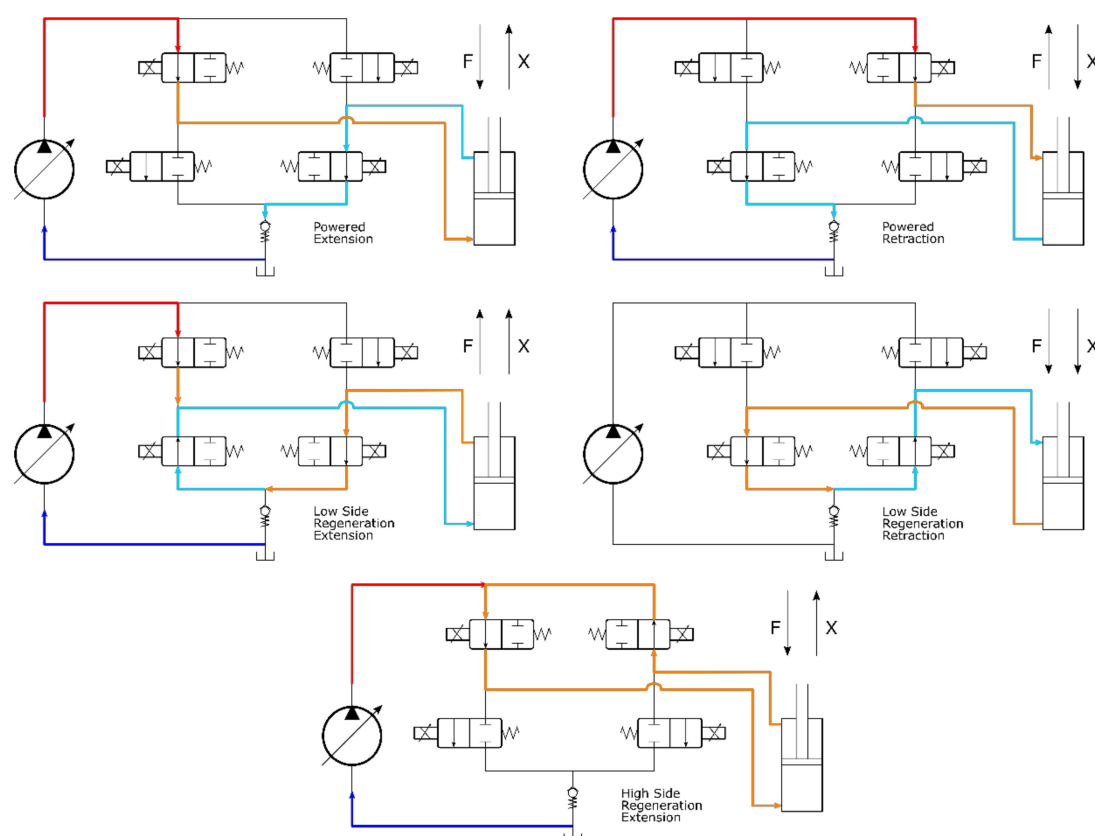 F X
Powered
Extension
F X
Powered
Retraction
F X
Low Side
Regeneration
Extension
F X
Low Side
Regeneration
Retraction
F X
High Side
Regeneration
Extension